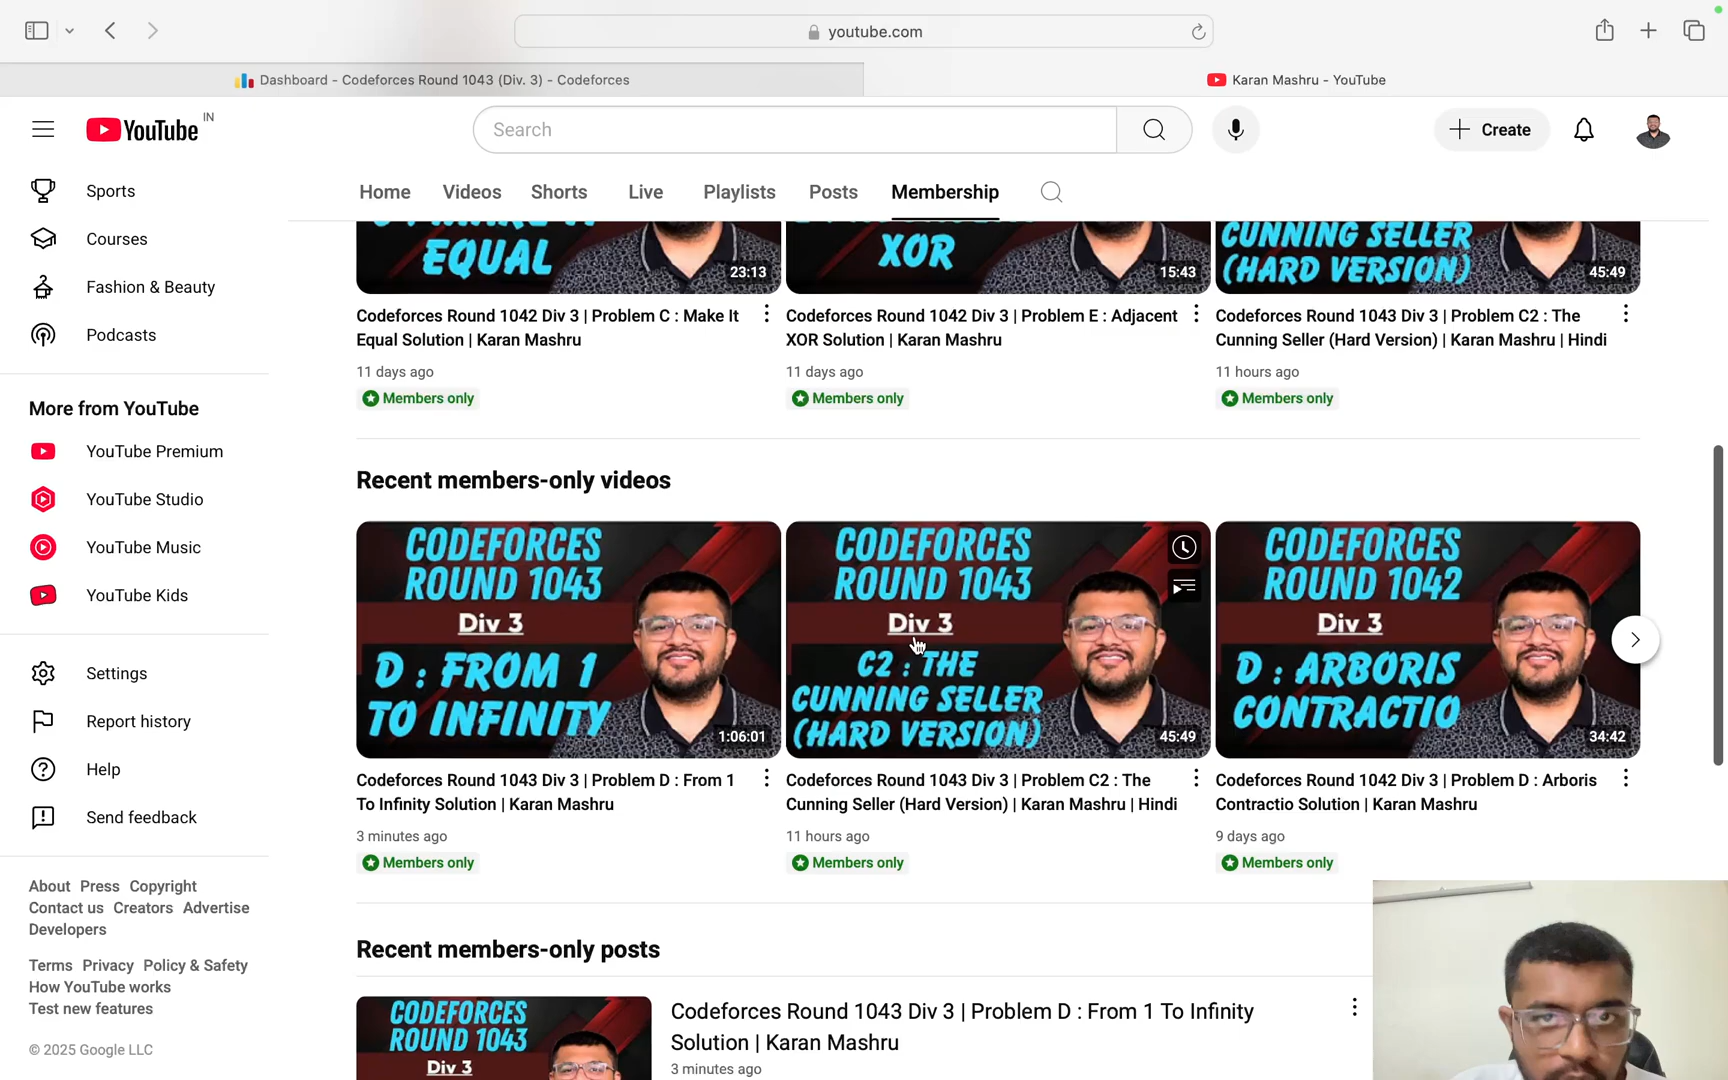 youtube.com
Dashboard - Codeforces Round 1043 (Div. 3) - Codeforces
Karan Mashru - YouTube
YouTube IN
Search
Create
Home Videos Shorts Live Playlists Posts Membership
Sports
Courses
Fashion & Beauty
Podcasts
More from YouTube
YouTube Premium
YouTube Studio
YouTube Music
YouTube Kids
Settings
Report history
Help
Send feedback
About Press Copyright
Contact us Creators Advertise
Developers
Terms Privacy Policy & Safety
How YouTube works
Test new features
© 2025 Google LLC
EQUAL
23:13
Codeforces Round 1042 Div 3 | Problem C : Make It
Equal Solution | Karan Mashru
11 days ago
Members only
XOR
15:43
Codeforces Round 1042 Div 3 | Problem E : Adjacent
XOR Solution | Karan Mashru
11 days ago
Members only
CUNNING SELLER
(HARD VERSION)
45:49
Codeforces Round 1043 Div 3 | Problem C2 : The
Cunning Seller (Hard Version) | Karan Mashru | Hindi
11 hours ago
Members only
Recent members-only videos
CODEFORCES
ROUND 1043
Div 3
D : FROM 1
TO INFINITY
1:06:01
Codeforces Round 1043 Div 3 | Problem D : From 1
To Infinity Solution | Karan Mashru
3 minutes ago
Members only
CODEFORCES
ROUND 1043
Div 3
C2 : THE
CUNNING SELLER
(HARD VERSION)
45:49
Codeforces Round 1043 Div 3 | Problem C2 : The
Cunning Seller (Hard Version) | Karan Mashru | Hindi
11 hours ago
Members only
CODEFORCES
ROUND 1042
Div 3
D : ARBORIS
CONTRACTIO
34:42
Codeforces Round 1042 Div 3 | Problem D : Arboris
Contractio Solution | Karan Mashru
9 days ago
Members only
Recent members-only posts
CODEFORCES
ROUND 1043
Div 3
Codeforces Round 1043 Div 3 | Problem D : From 1 To Infinity
Solution | Karan Mashru
3 minutes ago